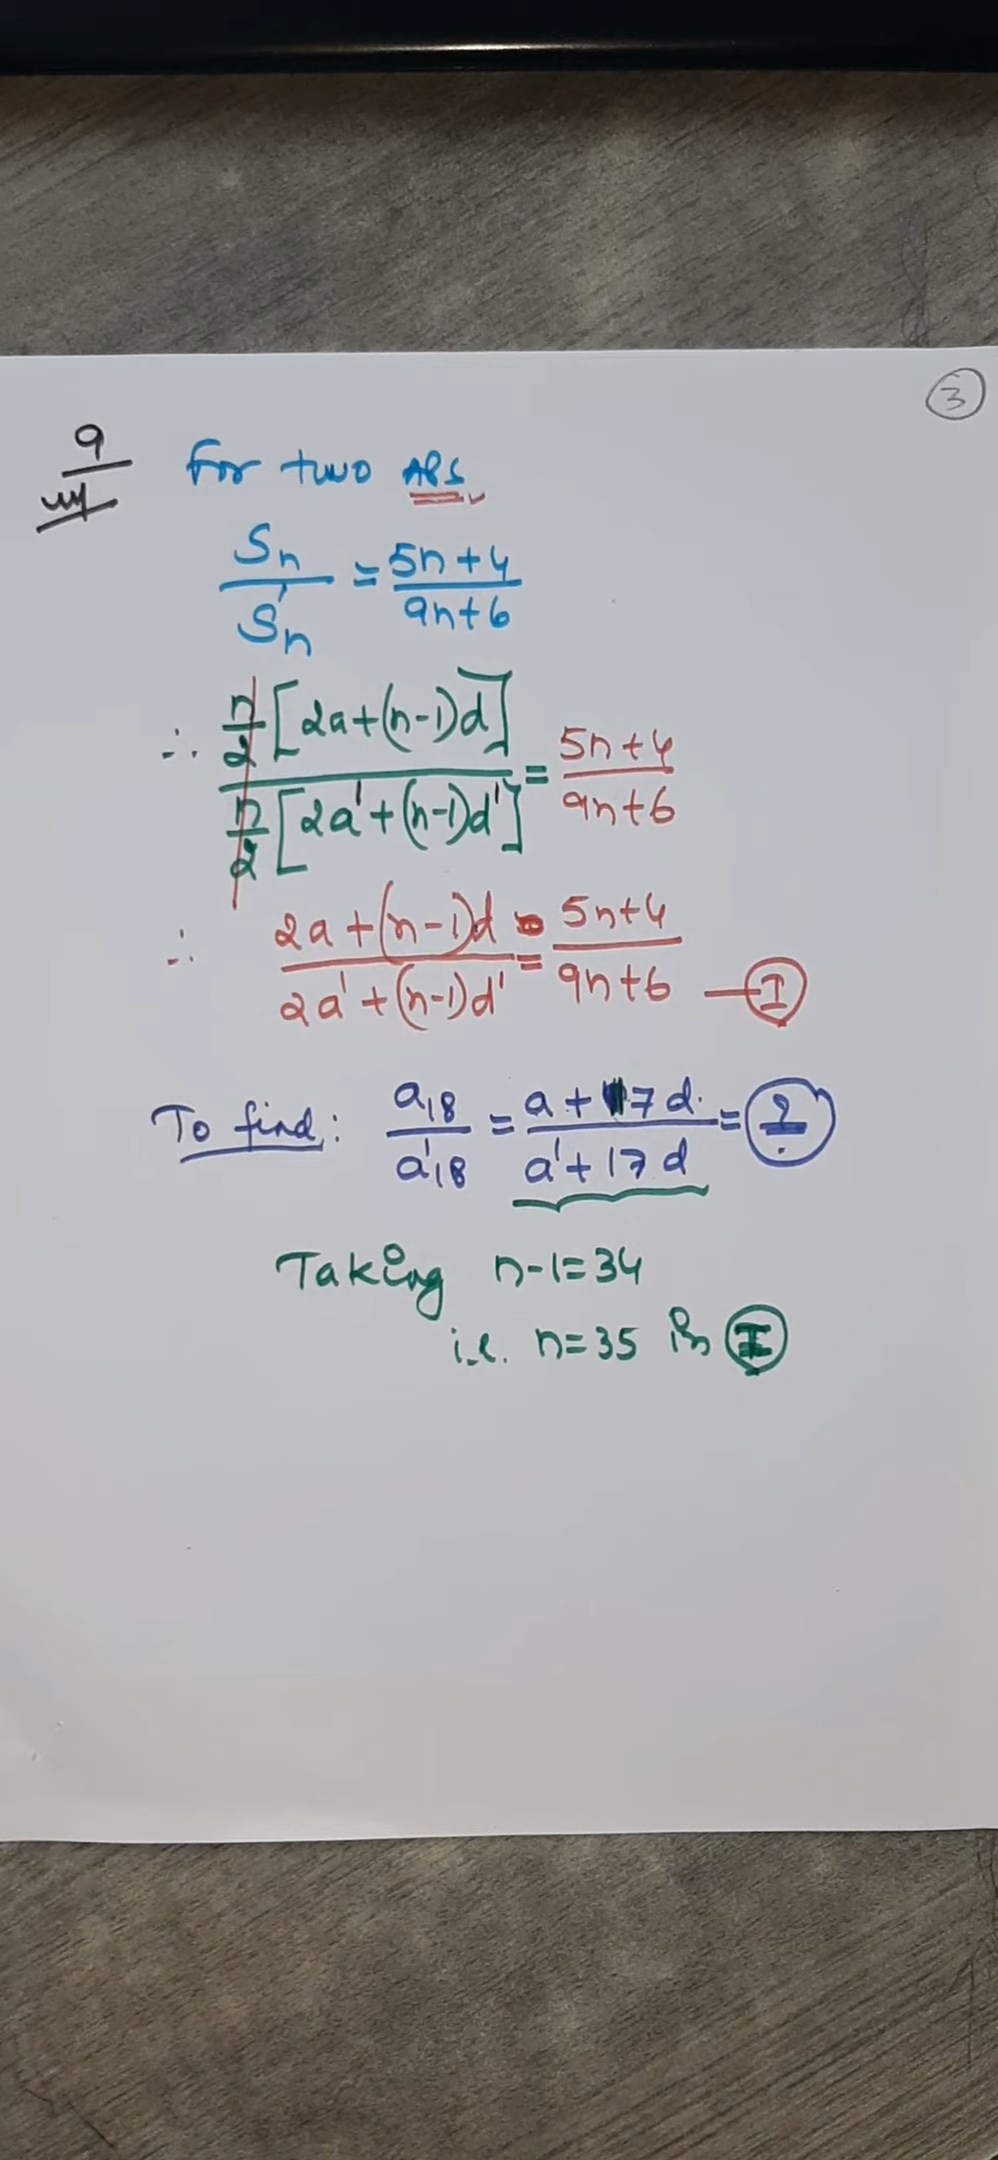 3
9 For two APs
Sn/S'n = 5n+4/9n+6
∴ n/2[2a+(n-1)d]/n/2[2a'+(n-1)d'] = 5n+4/9n+6
∴ 2a+(n-1)d/2a'+(n-1)d' = 5n+4/9n+6 — I
To find: a18/a'18 = a+17d/a'+17d = ?
Taking n-1=34
i.e. n=35 in I